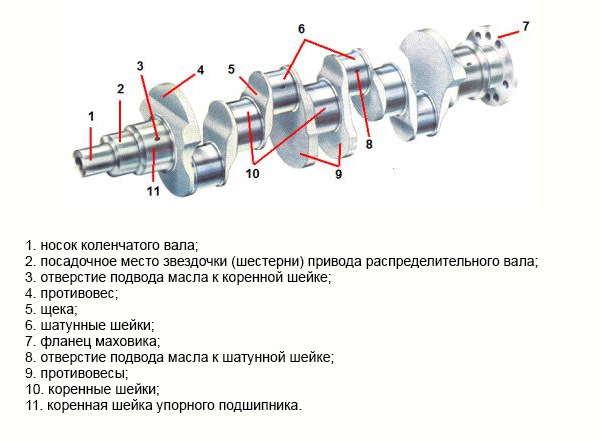 6
7
3
4
5
2
1
11
10
9
8
1. носок коленчатого вала;
2. посадочное место звездочки (шестерни) привода распределительного вала;
3. отверстие подвода масла к коренной шейке;
4. противовес;
5. щека;
6. шатунные шейки;
7. фланец маховика;
8. отверстие подвода масла к шатунной шейке;
9. противовесы;
10. коренные шейки;
11. коренная шейка упорного подшипника.